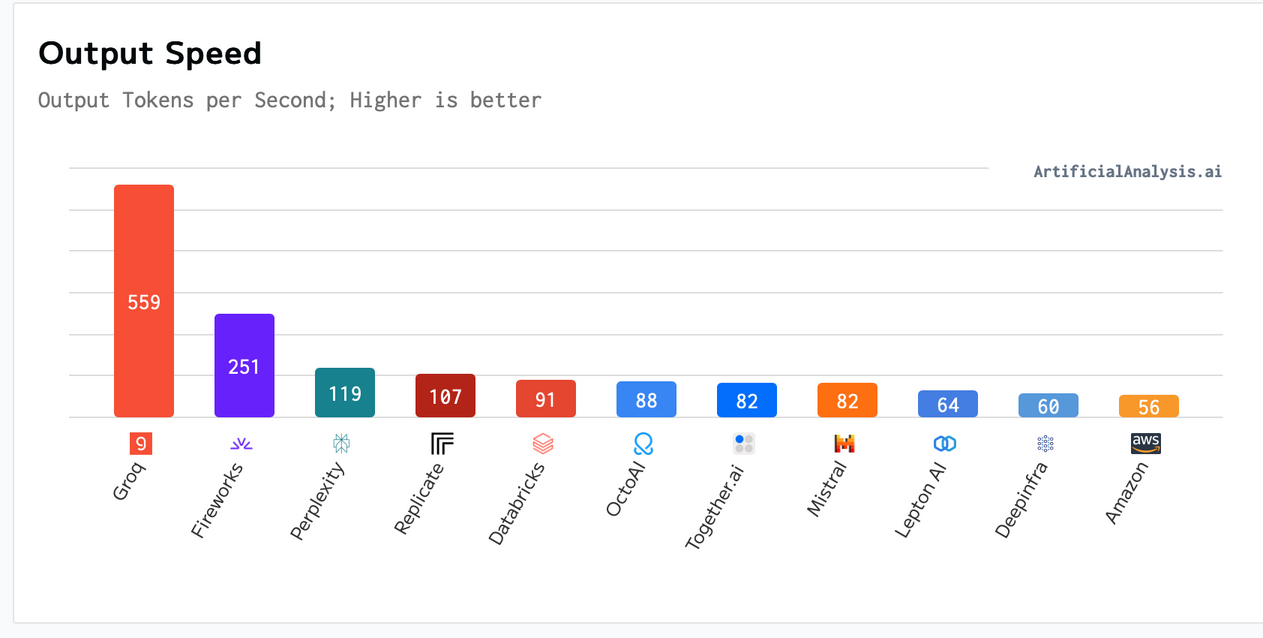 Output Speed
Output Tokens per Second; Higher is better
ArtificialAnalysis.ai
559
251
119
107
91
88
82
82
64
60
56
aws
Groq
Fireworks
Perplexity
Replicate
Databricks
OctoAI
Together.ai
Mistral
Lepton AI
Deepinfra
Amazon